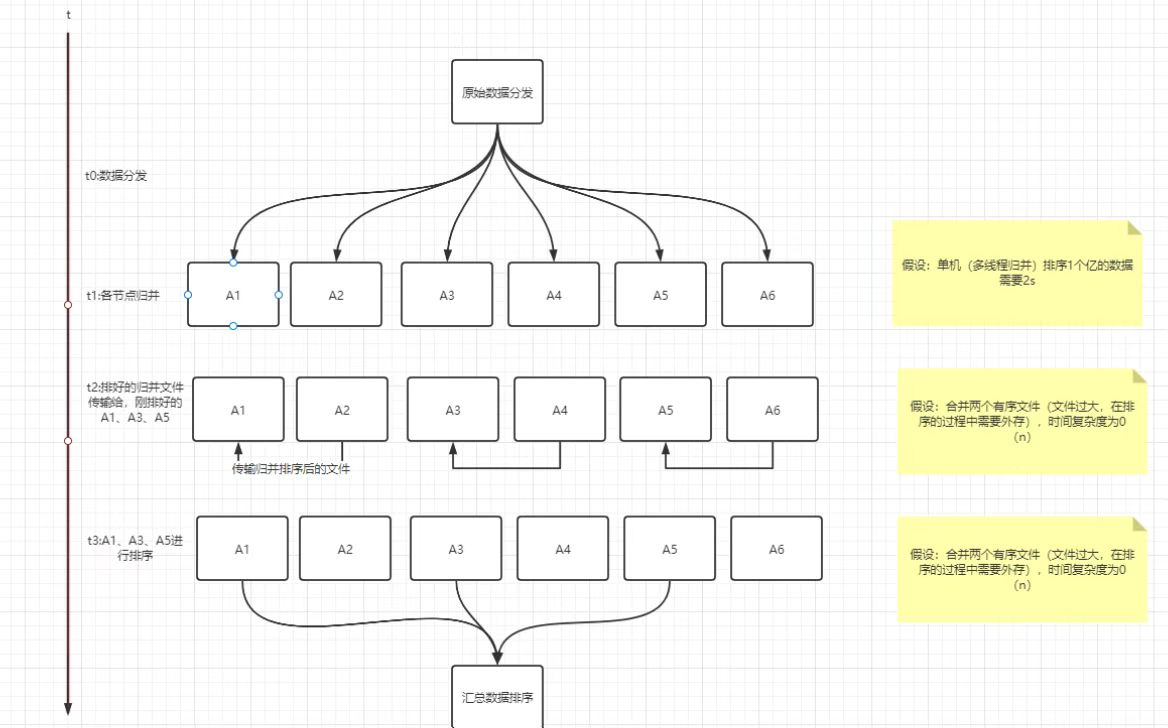 t
原始数据分发
t0:数据分发
t1:各节点归并
A1
A2
A3
A4
A5
A6
假设：单机（多线程归并）排序1个亿的数据
需要2s
t2:排好的归并文件
传输给，刚排好的
A1、A3、A5
A1
A2
A3
A4
A5
A6
传输归并排序后的文件
假设：合并两个有序文件（文件过大，在排
序的过程中需要外存），时间复杂度为0
（n）
t3:A1、A3、A5进
行排序
A1
A2
A3
A4
A5
A6
假设：合并两个有序文件（文件过大，在排
序的过程中需要外存），时间复杂度为0
（n）
汇总数据排序